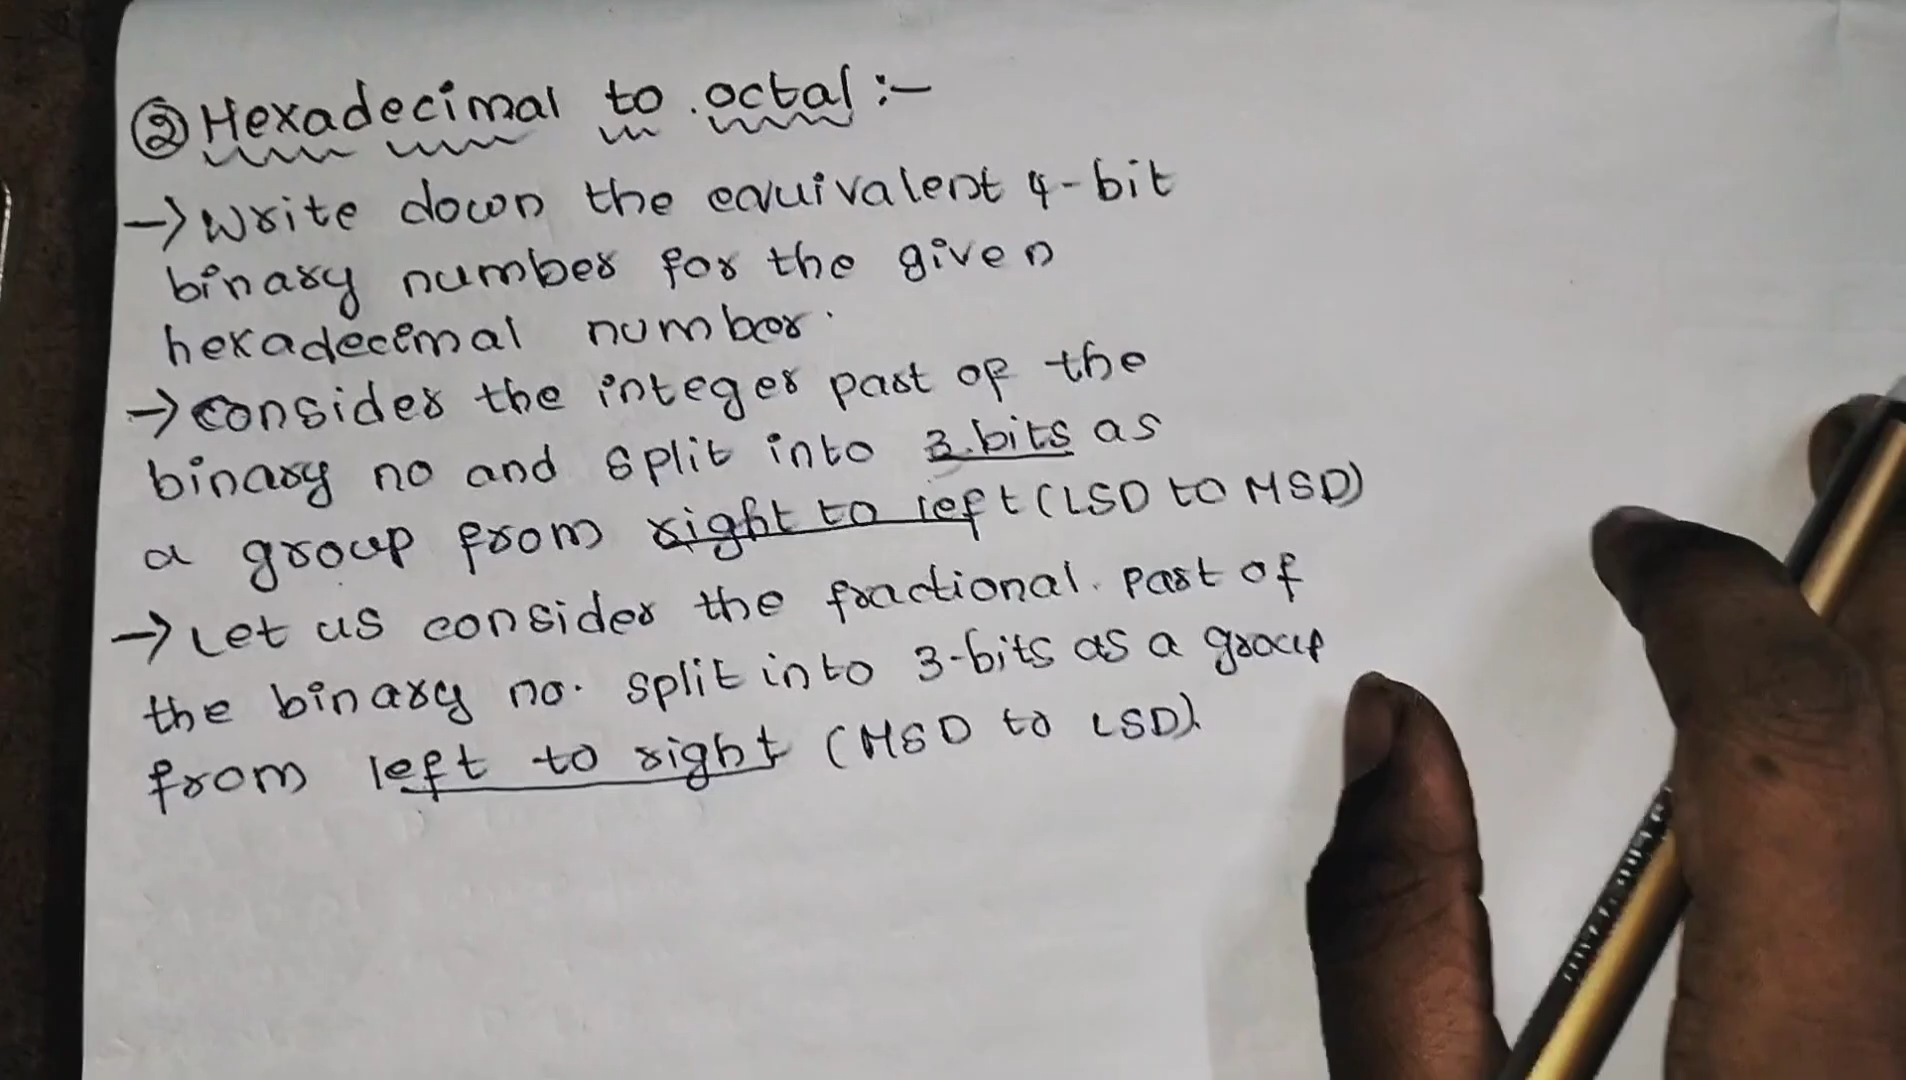 ② Hexadecimal to octal :-
→ Write down the equivalent 4-bit
binary number for the given
hexadecimal number.
→ consider the integer part of the
binary no and split into 3-bits as
a group from right to left (LSD to MSD)
→ Let us consider the fractional part of
the binary no. split into 3-bits as a group
from left to right (MSD to LSD).